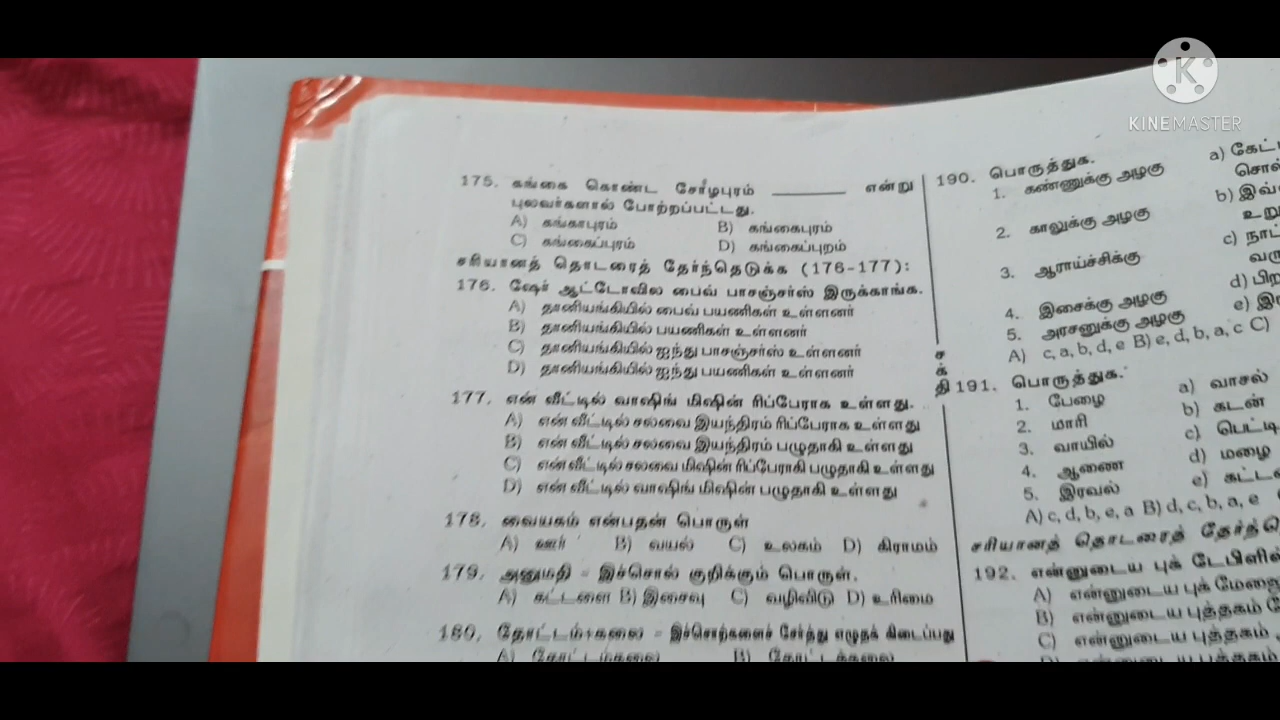 KINEMASTER
175. கங்கை கொண்ட சோழபுரம் ________ என்று
புலவர்களால் போற்றப்பட்டது.
A) கங்காபுரம் B) கங்கைபுரம்
C) கங்கைப்புரம் D) கங்கைப்புறம்
சரியானத் தொடரைத் தேர்ந்தெடுக்க (176-177):
176. ஷேர் ஆட்டோவில பைவ் பாசஞ்சர்ஸ் இருக்காங்க.
A) தானியங்கியில் பைவ் பயணிகள் உள்ளனர்
B) தானியங்கியில் பயணிகள் உள்ளனர்
C) தானியங்கியில் ஐந்து பாசஞ்சர்ஸ் உள்ளனர்
D) தானியங்கியில் ஐந்து பயணிகள் உள்ளனர்
177. என் வீட்டில் வாஷிங் மிஷின் ரிப்பேராக உள்ளது.
A) என் வீட்டில் சலவை இயந்திரம் ரிப்பேராக உள்ளது
B) என் வீட்டில் சலவை இயந்திரம் பழுதாகி உள்ளது
C) என் வீட்டில் சலவை மிஷின் ரிப்பேராகி பழுதாகி உள்ளது
D) என் வீட்டில் வாஷிங் மிஷின் பழுதாகி உள்ளது
178. வையகம் என்பதன் பொருள்
A) ஊர் B) வயல் C) உலகம் D) கிராமம்
179. அனுமதி - இச்சொல் குறிக்கும் பொருள்.
A) கட்டளை B) இசைவு C) வழிவிடு D) உரிமை
180. தோட்டம்+கலை - இச்சொற்களைச் சேர்த்து எழுதக் கிடைப்பது
A) தோட்டம்கலை B) தோட்டக்கலை
சக்தி
190. பொருத்துக.
1. கண்ணுக்கு அழகு a)
2. காலுக்கு அழகு b)
3. ஆராய்ச்சிக்கு c)
4. இசைக்கு அழகு d)
5. அரசனுக்கு அழகு e)
A) c, a, b, d, e B) e, d, b, a, c C)
191. பொருத்துக.
1. பேழை a) வாசல்
2. மாரி b) கடன்
3. வாயில் c)
4. ஆணை d) மழை
5. இரவல் e)
A) c, d, b, e, a B) d, c, b, a, e
சரியானத் தொடரைத்
192. என்னுடைய புக்
A) என்னுடைய புக்
B) என்னுடைய புத்தகம்
C) என்னுடைய புத்தகம்
D) என்னுடைய புத்தகம்